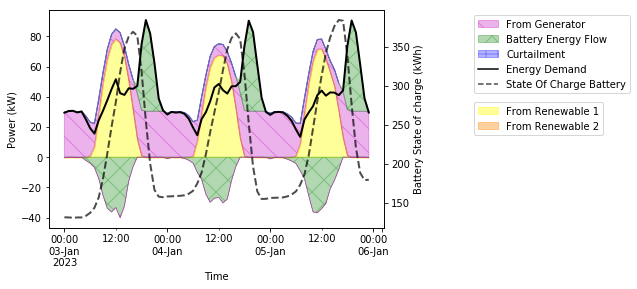 80
60
40
20
0
−20
−40
Power (kW)
350
300
250
200
150
Battery State of charge (kWh)
00:00
03-Jan
2023
12:00
00:00
04-Jan
12:00
00:00
05-Jan
12:00
00:00
06-Jan
Time
From Generator
Battery Energy Flow
Curtailment
Energy Demand
State Of Charge Battery
From Renewable 1
From Renewable 2